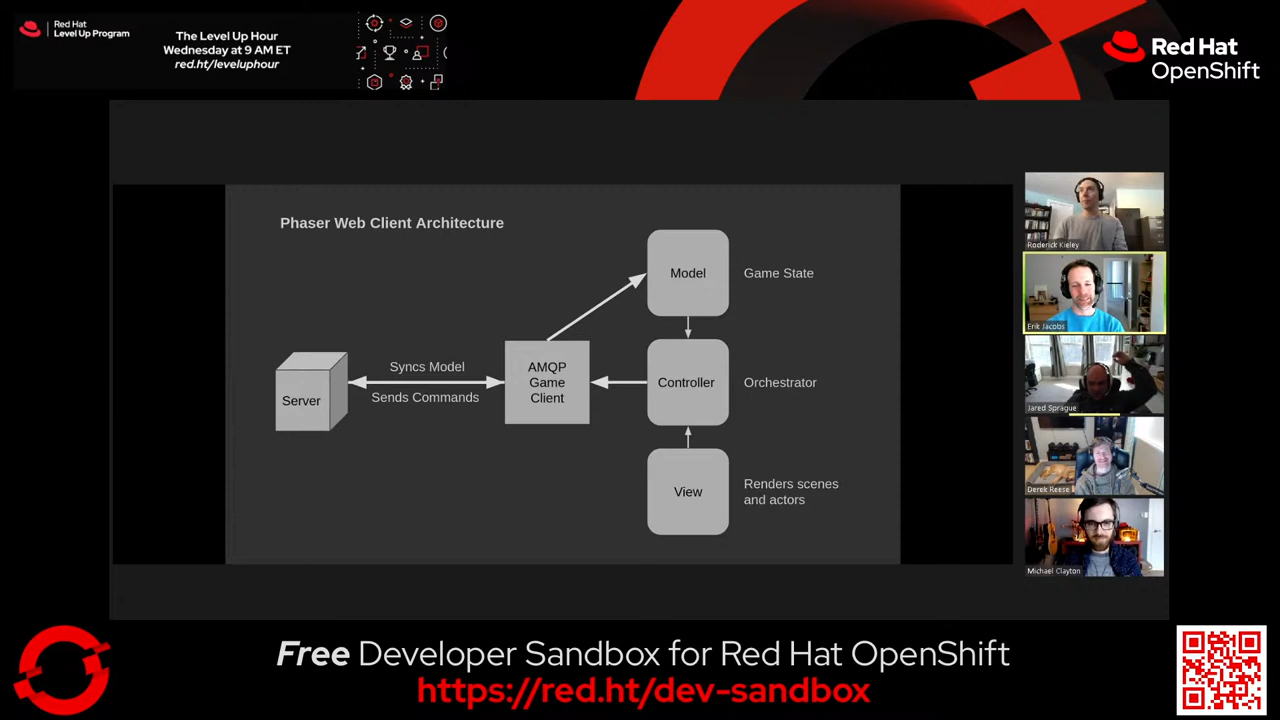 Red Hat
Level Up Program
The Level Up Hour
Wednesday at 9 AM ET
red.ht/leveluphour
Red Hat
OpenShift
Phaser Web Client Architecture
Model
Game State
Server
Syncs Model
Sends Commands
AMQP
Game
Client
Controller
Orchestrator
View
Renders scenes
and actors
Roderick Kieley
Erik Jacobs
Jared Sprague
Derek Reese
Michael Clayton
Free Developer Sandbox for Red Hat OpenShift
https://red.ht/dev-sandbox